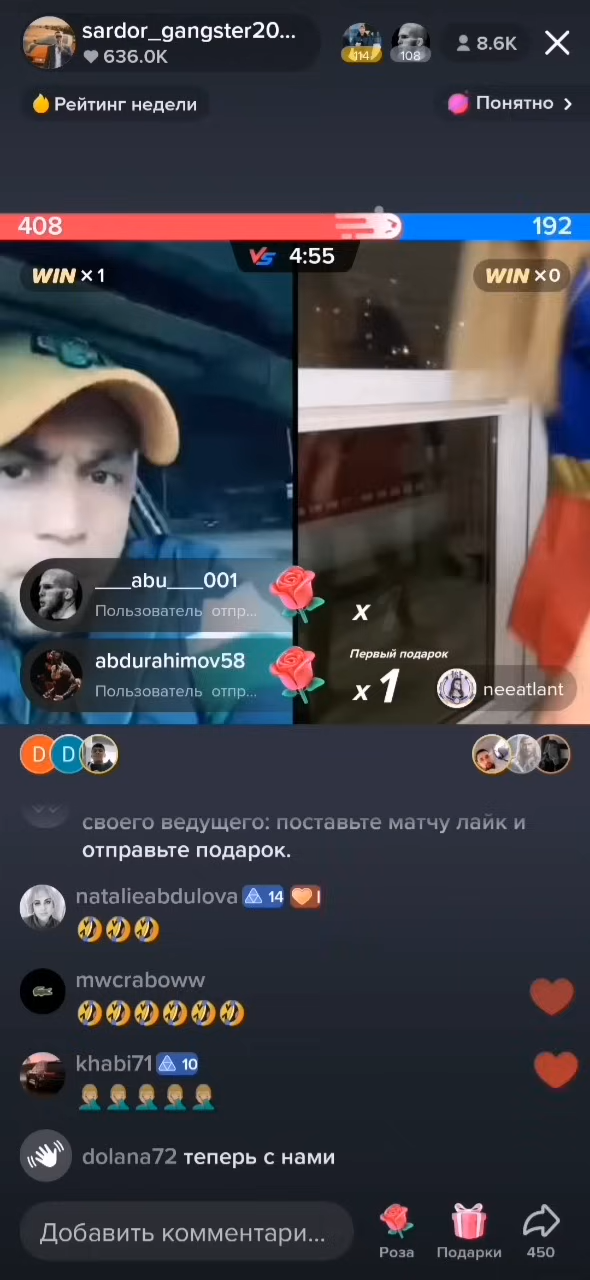 sardor_gangster20...
636.0K
114
108
8.6K
Рейтинг недели
Понятно
408
192
VS 4:55
WIN x 1
WIN x 0
___abu___001
Пользователь отпр...
x
abdurahimov58
Пользователь отпр...
Первый подарок
x 1
neeatlant
D
D
своего ведущего: поставьте матчу лайк и
отправьте подарок.
natalieabdulova 14 I
mwcraboww
khabi71 10
dolana72 теперь с нами
Добавить комментари...
Роза
Подарки
450